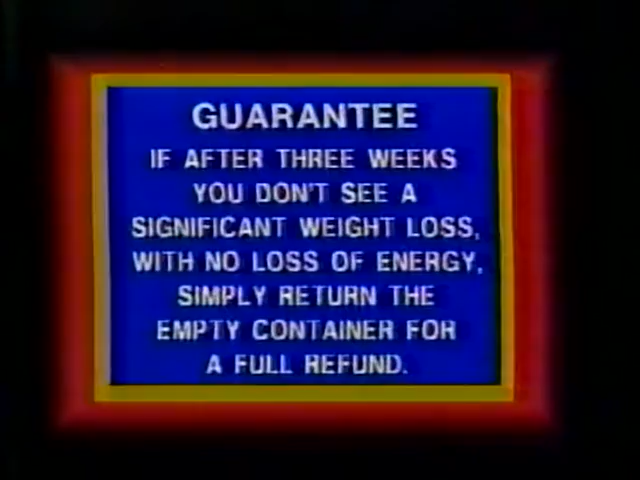 GUARANTEE
IF AFTER THREE WEEKS
YOU DON'T SEE A
SIGNIFICANT WEIGHT LOSS,
WITH NO LOSS OF ENERGY,
SIMPLY RETURN THE
EMPTY CONTAINER FOR
A FULL REFUND.